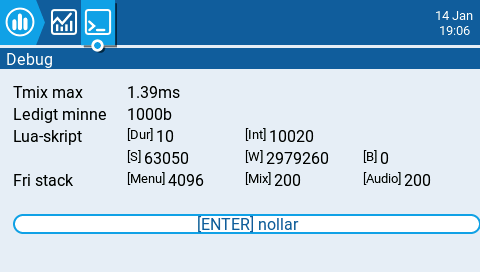 14 Jan
19:06
Debug
Tmix max 1.39ms
Ledigt minne 1000b
Lua-skript [Dur] 10 [Int] 10020
[S] 63050 [W] 2979260 [B] 0
Fri stack [Menu] 4096 [Mix] 200 [Audio] 200
[ENTER] nollar